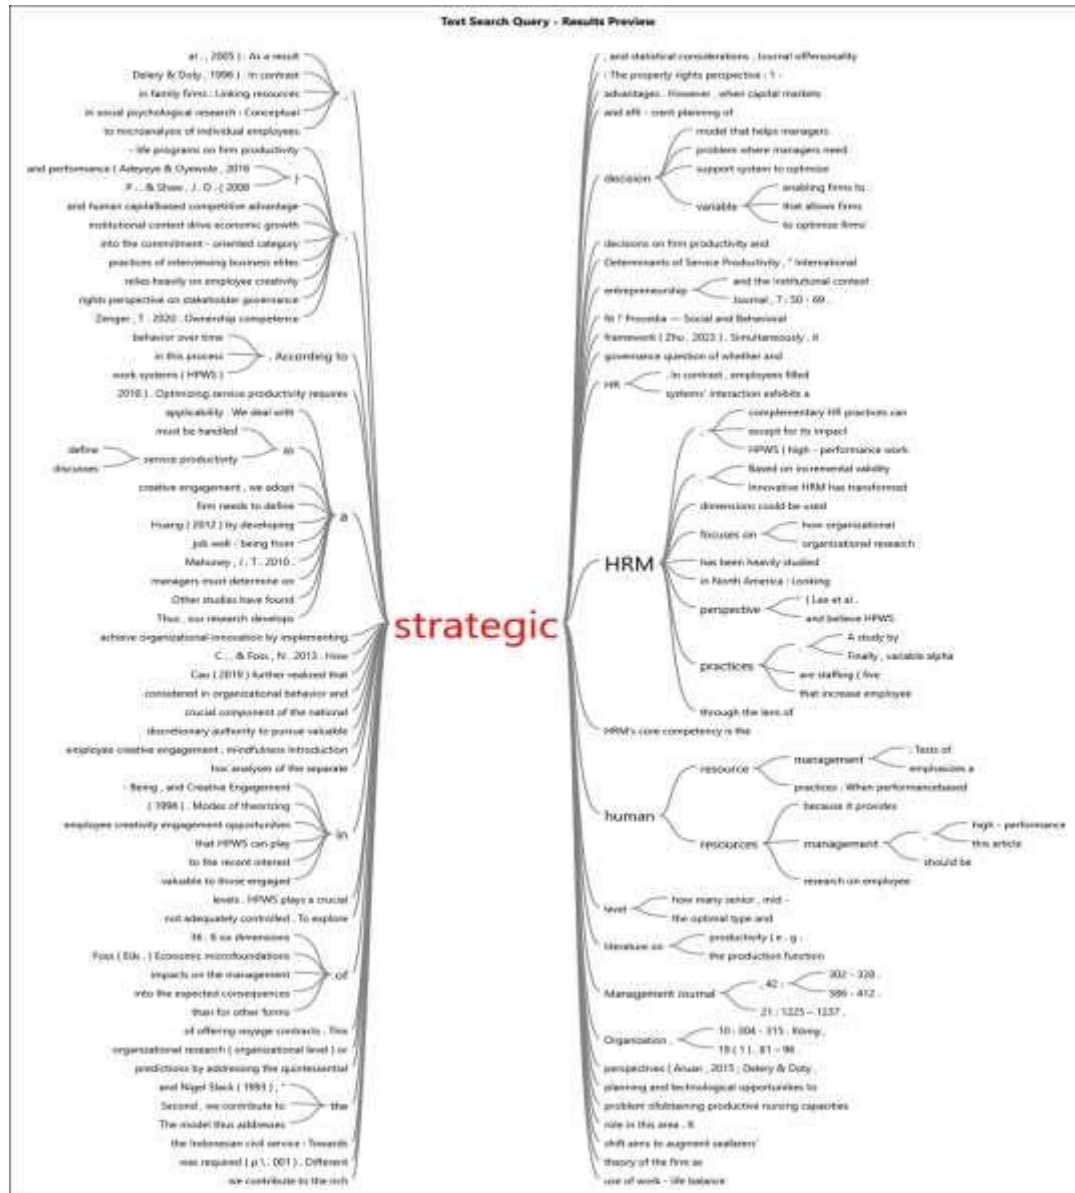 Text Search Query - Results Preview
al . , 2005 ) . As a result
Delery & Doty , 1996 ) . In contrast
in family firms : Linking resources
in social psychological research : Conceptual
to microanalysis of individual employees
,
- life programs on firm productivity
and performance ( Adeyeye & Oyewole , 2016
P . , & Shaw , J . D . ( 2008
)
and human capitalbased competitive advantage
institutional context drive economic growth
into the commitment - oriented category
practices of interviewing business elites
relies heavily on employee creativity
rights perspective on stakeholder governance
Zenger , T . 2020 . Ownership competence
.
behavior over time
in this process
work systems ( HPWS )
. According to
2018 ) . Optimizing service productivity requires
applicability . We deal with
must be handled
define
discusses
service productivity
as
creative engagement , we adopt
firm needs to define
Huang ( 2012 ) by developing
job well - being from
Mahoney , J . T . 2010 .
managers must determine on
Other studies have found
Thus , our research develops
a
achieve organizational innovation by implementing
C . , & Foss , N . 2013 . How
Cao ( 2019 ) further realized that
considered in organizational behavior and
crucial component of the national
discretionary authority to pursue valuable
employee creative engagement , mindfulness Introduction
hoc analyses of the separate
- Being , and Creative Engagement
( 1998 ) . Modes of theorizing
employee creativity engagement opportunities
that HPWS can play
to the recent interest
valuable to those engaged
in
levels . HPWS plays a crucial
not adequately controlled . To explore
36 . 6 six dimensions
Foss ( Eds . ) Economic microfoundations
impacts on the management
into the expected consequences
than for other forms
of
of offering voyage contracts . This
organizational research ( organizational level ) or
predictions by addressing the quintessential
and Nigel Slack ( 1993 ) , "
Second , we contribute to
The model thus addresses
the
the Indonesian civil service : Towards
was required ( p \ . 001 ) . Different
we contribute to the rich
strategic
, and statistical considerations . Journal ofPersonality
: The property rights perspective : 1 -
advantages . However , when capital markets
and effi - cient planning of
decision
model that helps managers
problem where managers need
support system to optimize
variable
enabling firms to
that allows firms
to optimize firms'
decisions on firm productivity and
Determinants of Service Productivity , " International
entrepreneurship
and the institutional context
Journal , 7 : 50 - 69 .
fit ? Procedia — Social and Behavioral
framework ( Zhu , 2023 ) . Simultaneously , it
governance question of whether and
HR
. In contrast , employees filled
systems' interaction exhibits a
HRM
,
complementary HR practices can
except for its impact
HPWS ( high - performance work
.
Based on incremental validity
Innovative HRM has transformed
dimensions could be used
focuses on
how organizational
organizational research
has been heavily studied
in North America : Looking
perspective
" ( Lee et al .
and believe HPWS
practices
.
A study by
Finally , variable alpha
are staffing ( five
that increase employee
through the lens of
HRM's core competency is the
human
resource
management
: Tests of
emphasizes a
practices . When performancebased
resources
because it provides
management
,
high - performance
this article
should be
research on employee
level
how many senior , mid -
the optimal type and
literature on
productivity ( e . g .
the production function
Management Journal
, 42 :
302 - 328 .
586 - 412 .
21 : 1225 – 1237 .
Organization ,
10 : 304 - 315 . Kong ,
19 ( 1 ) . 81 – 96 .
perspectives ( Anuar , 2015 ; Delery & Doty ,
planning and technological opportunities to
problem ofobtaining productive nursing capacities
role in this area . It
shift aims to augment seafarers'
theory of the firm as
use of work - life balance